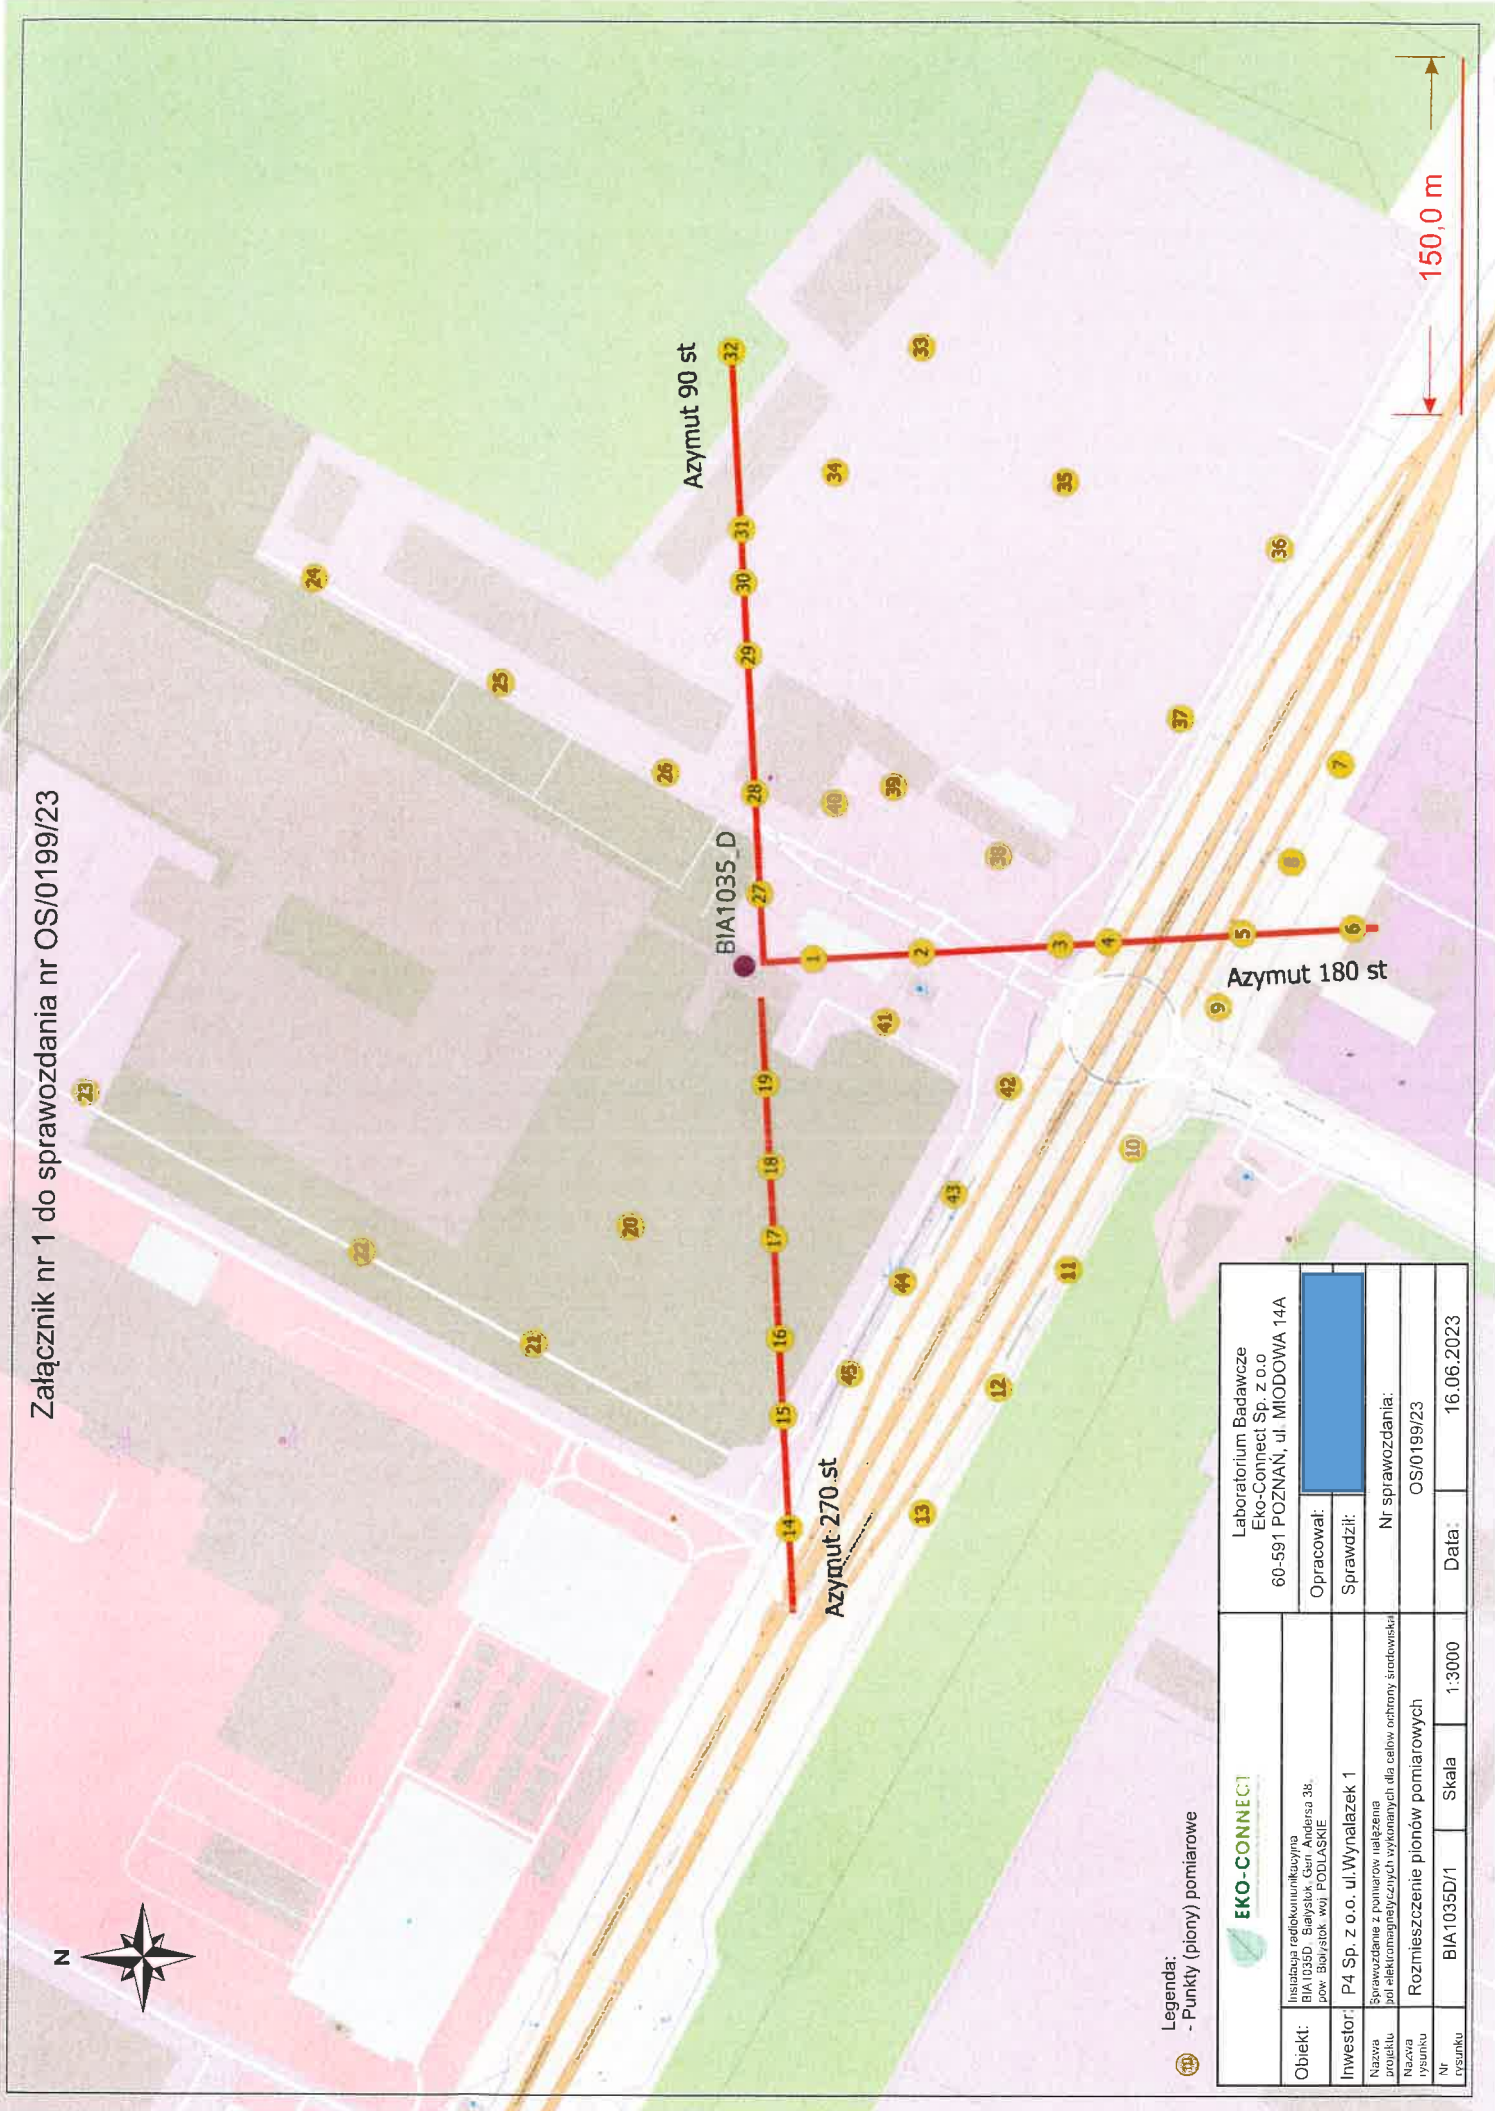 Załącznik nr 1 do sprawozdania nr OS/0199/23
N
23
24
22
25
21
20
26
BIA1035_D
Azymut 90 st
14
15
16
17
18
19
27
28
29
30
31
32
Azymut 270 st
1
45
44
41
40
34
13
43
2
39
33
12
42
38
11
3
35
10
4
9
37
5
36
8
7
6
Azymut 180 st
150,0 m
Legenda:
- Punkty (piony) pomiarowe
EKO-CONNECT
Laboratorium Badawcze
Eko-Connect Sp. z o.o
60-591 POZNAŃ, ul. MIODOWA 14A
Obiekt:
Instalacja radiokomunikacyjna
BIA1035D, Białystok, Gen. Andersa 38,
pow. Białystok, woj. PODLASKIE
Opracował:
Inwestor:
P4 Sp. z o.o. ul.Wynalazek 1
Sprawdził:
Nazwa projektu
Sprawozdanie z pomiarów natężenia
pól elektromagnetycznych wykonanych dla celów ochrony środowiska
Nr sprawozdania:
Nazwa rysunku
Rozmieszczenie pionów pomiarowych
OS/0199/23
Nr rysunku
BIA1035D/1
Skala
1:3000
Data:
16.06.2023